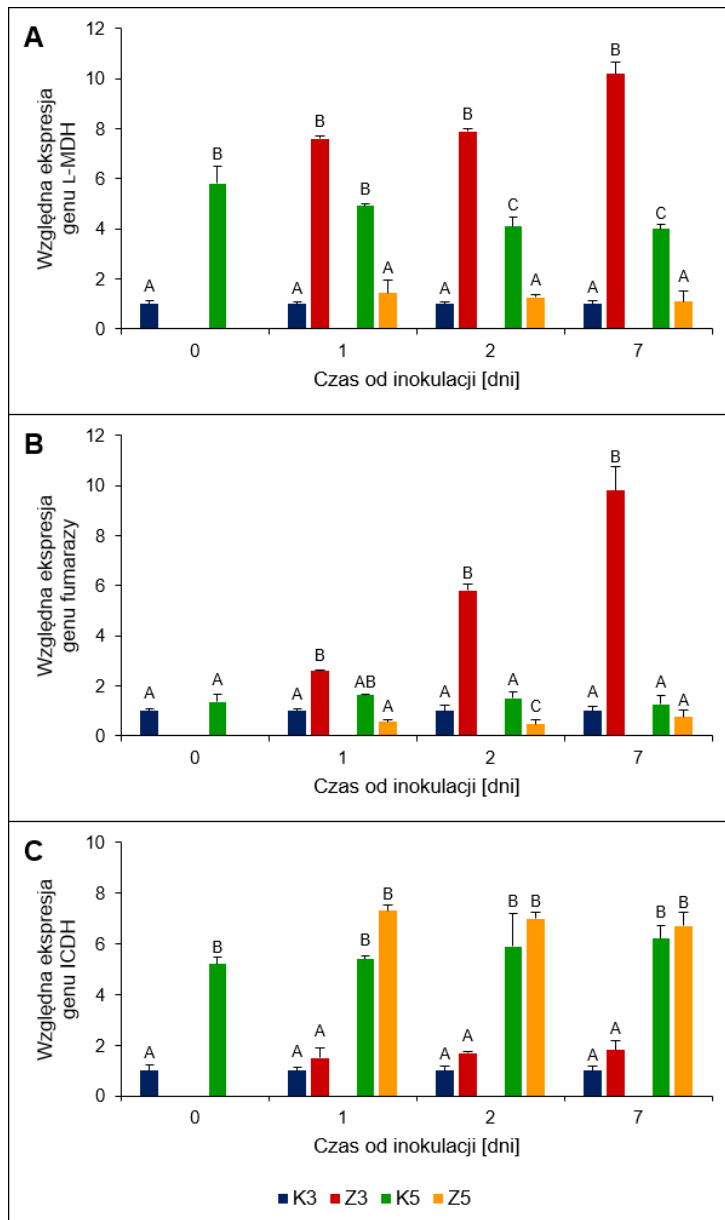 A
Względna ekspresja
genu L-MDH
12
10
8
6
4
2
0
A
B
A
B
B
A
A
B
C
A
A
B
C
A
0
1
2
7
Czas od inokulacji [dni]
B
Względna ekspresja
genu fumarazy
12
10
8
6
4
2
0
A
A
A
B
AB
A
A
B
A
C
A
B
A
A
0
1
2
7
Czas od inokulacji [dni]
C
Względna ekspresja
genu ICDH
10
8
6
4
2
0
A
B
A
A
B
B
A
A
B
B
A
A
B
B
0
1
2
7
Czas od inokulacji [dni]
K3 Z3 K5 Z5